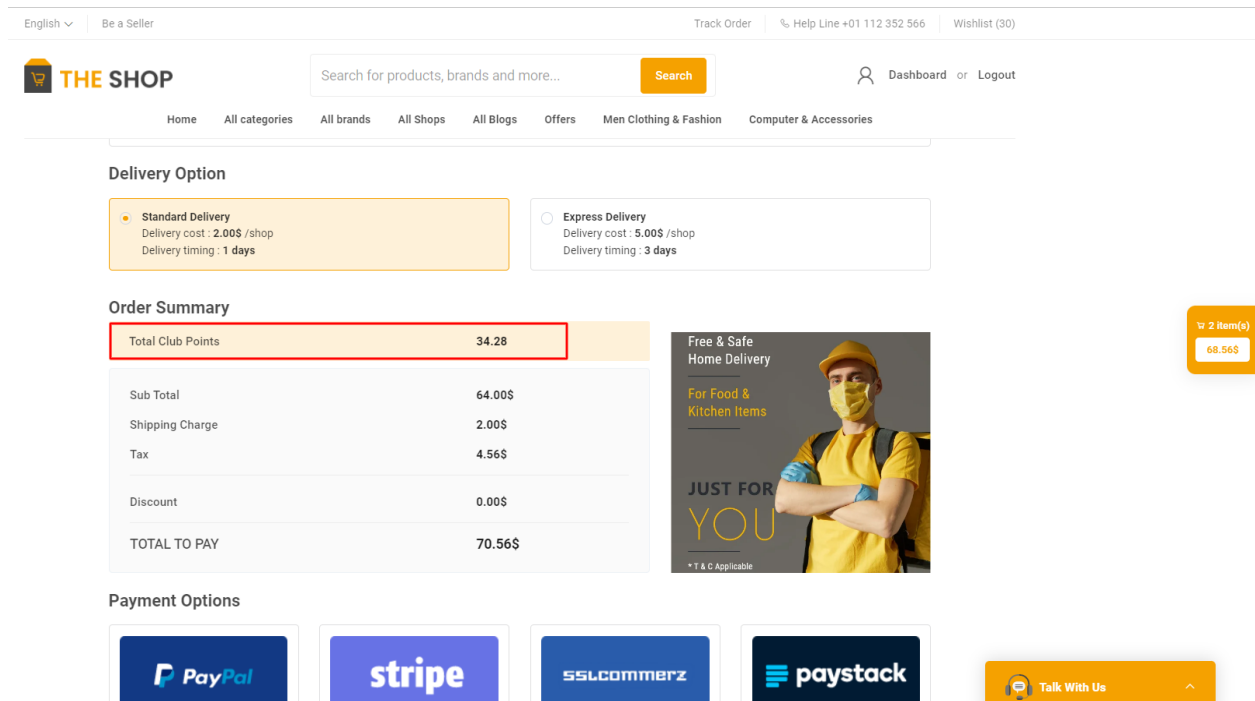 English
Be a Seller
Track Order
Help Line +01 112 352 566
Wishlist (30)
THE SHOP
Search for products, brands and more...
Search
Dashboard or Logout
Home All categories All brands All Shops All Blogs Offers Men Clothing & Fashion Computer & Accessories
Delivery Option
Standard Delivery
Delivery cost : 2.00$ /shop
Delivery timing : 1 days
Express Delivery
Delivery cost : 5.00$ /shop
Delivery timing : 3 days
Order Summary
Total Club Points 34.28
Sub Total 64.00$
Shipping Charge 2.00$
Tax 4.56$
Discount 0.00$
TOTAL TO PAY 70.56$
Free & Safe
Home Delivery
For Food &
Kitchen Items
JUST FOR
YOU
* T & C Applicable
2 item(s)
68.56$
Payment Options
PayPal
stripe
SSLCOMMERZ
paystack
Talk With Us